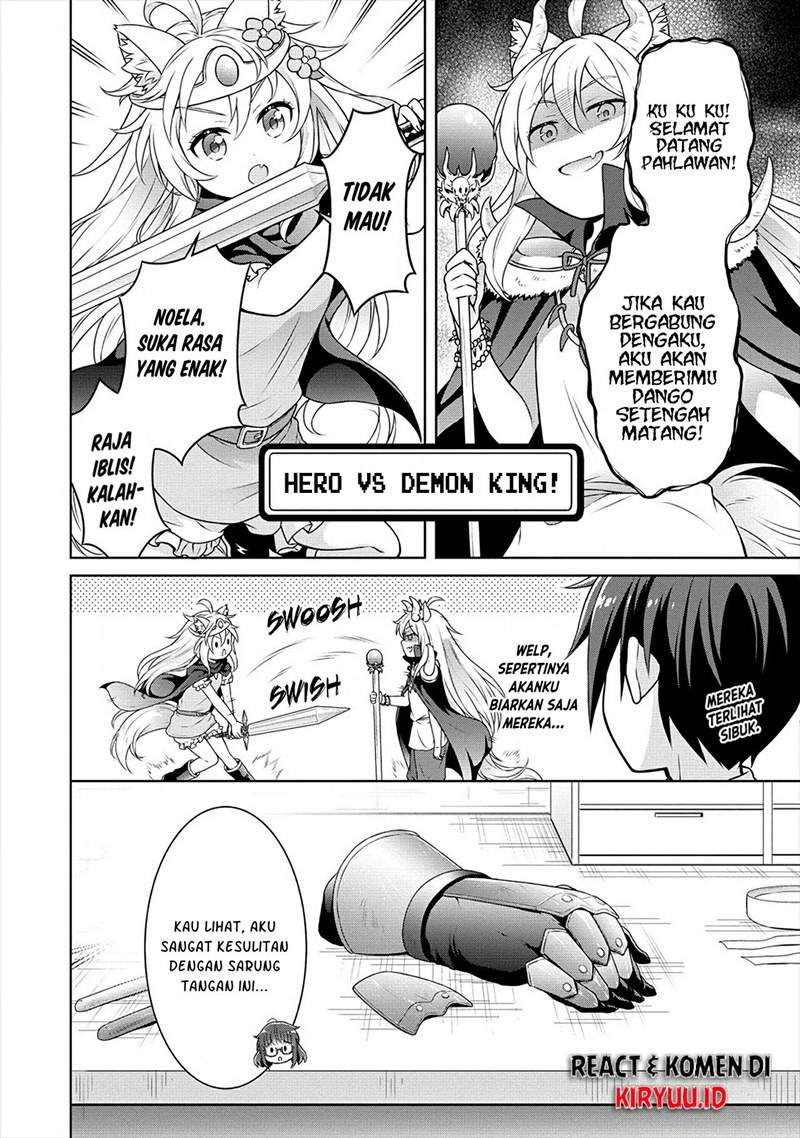 KU KU KU!
SELAMAT
DATANG
PAHLAWAN!
JIKA KAU
BERGABUNG
DENGAKU,
AKU AKAN
MEMBERIMU
DANGO
SETENGAH
MATANG!
TIDAK
MAU!
NOELA.
SUKA RASA
YANG ENAK!
RAJA
IBLIS!
KALAH-
KAN!
HERO VS DEMON KING!
MEREKA
TERLIHAT
SIBUK.
WELP,
SEPERTINYA
AKANKU
BIARKAN SAJA
MEREKA...
SWOOSH
SWISH
KAU LIHAT, AKU
SANGAT KESULITAN
DENGAN SARUNG
TANGAN INI...
REACT & KOMEN DI
KIRYUU.ID